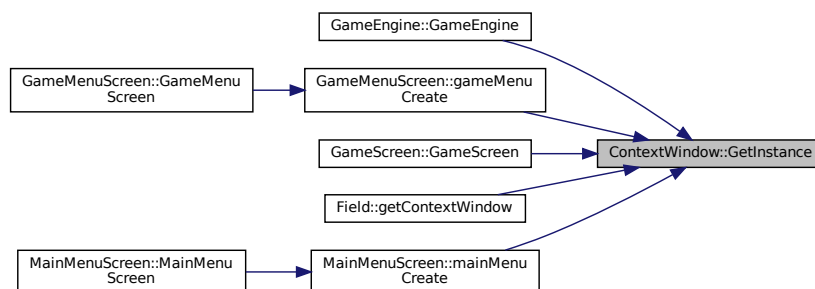 GameEngine::GameEngine
GameMenuScreen::GameMenu
Screen
GameMenuScreen::gameMenu
Create
GameScreen::GameScreen
ContextWindow::GetInstance
Field::getContextWindow
MainMenuScreen::MainMenu
Screen
MainMenuScreen::mainMenu
Create